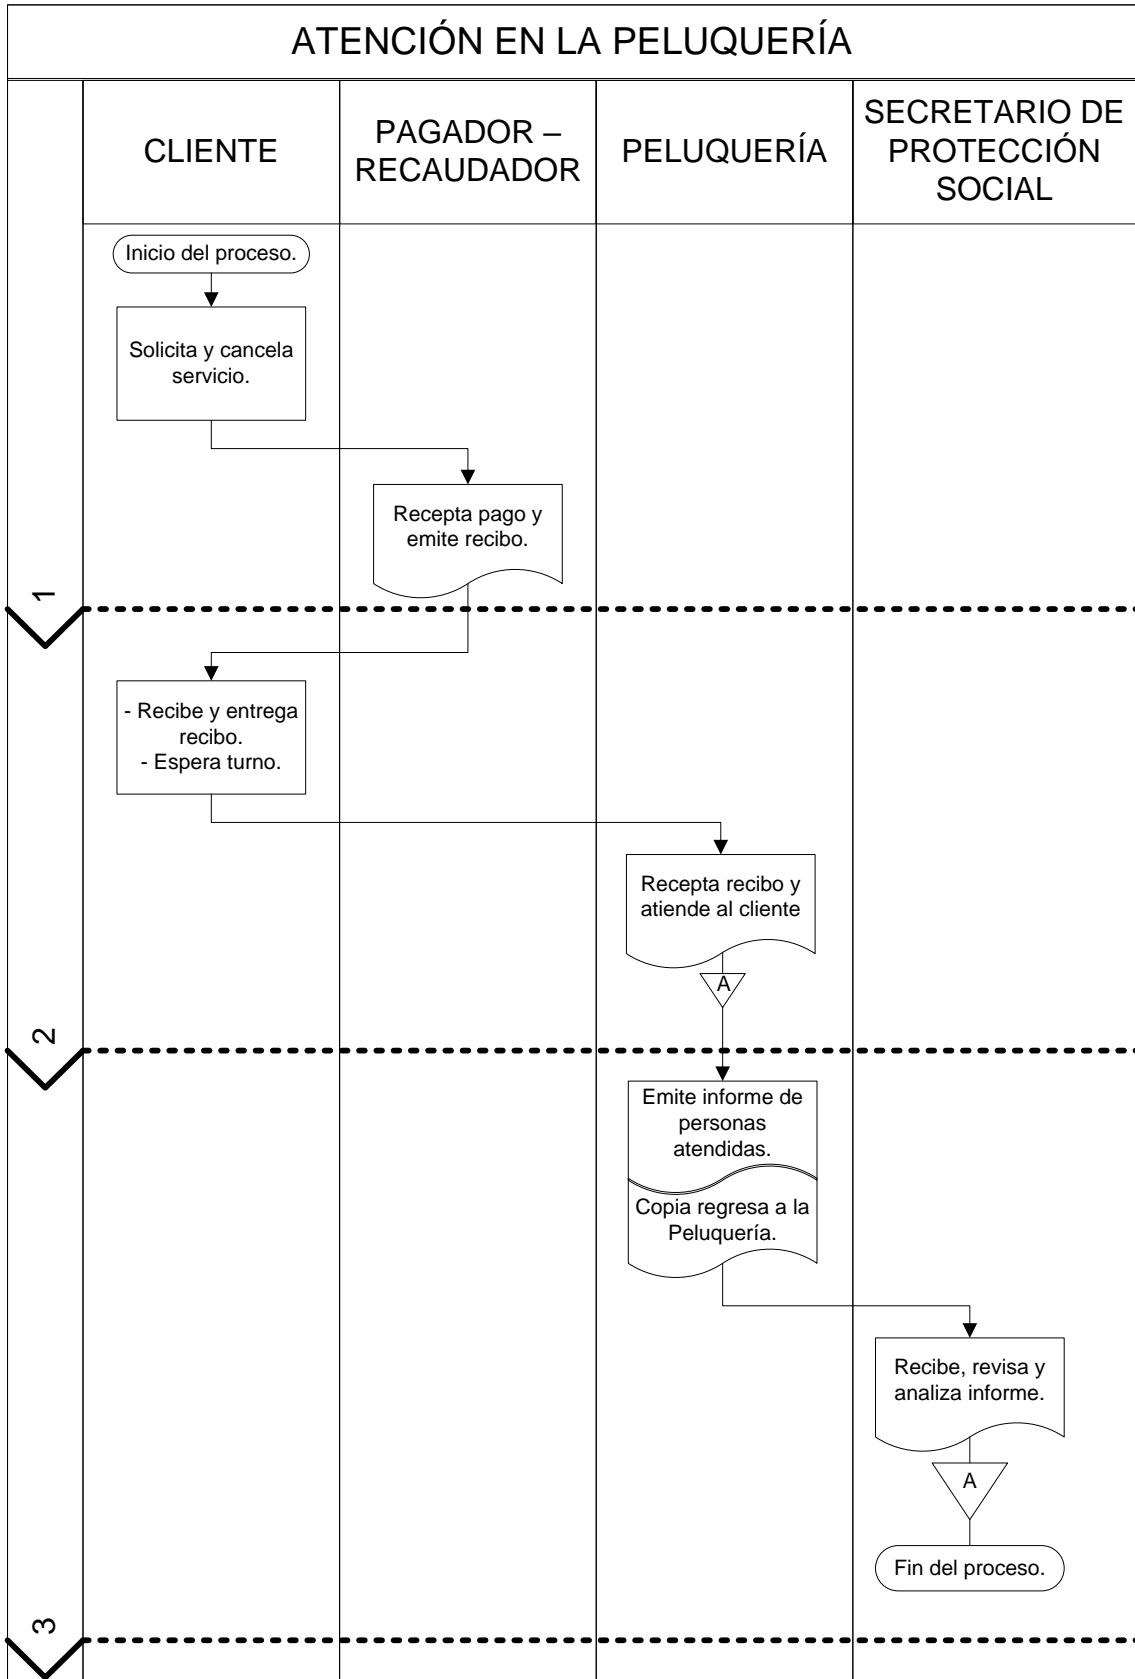 ATENCIÓN EN LA PELUQUERÍA
CLIENTE
PAGADOR –
RECAUDADOR
PELUQUERÍA
SECRETARIO DE
PROTECCIÓN
SOCIAL
Inicio del proceso.
Solicita y cancela
servicio.
Recepta pago y
emite recibo.
1
- Recibe y entrega
recibo.
- Espera turno.
Recepta recibo y
atiende al cliente
A
2
Emite informe de
personas
atendidas.
Copia regresa a la
Peluquería.
Recibe, revisa y
analiza informe.
A
Fin del proceso.
3